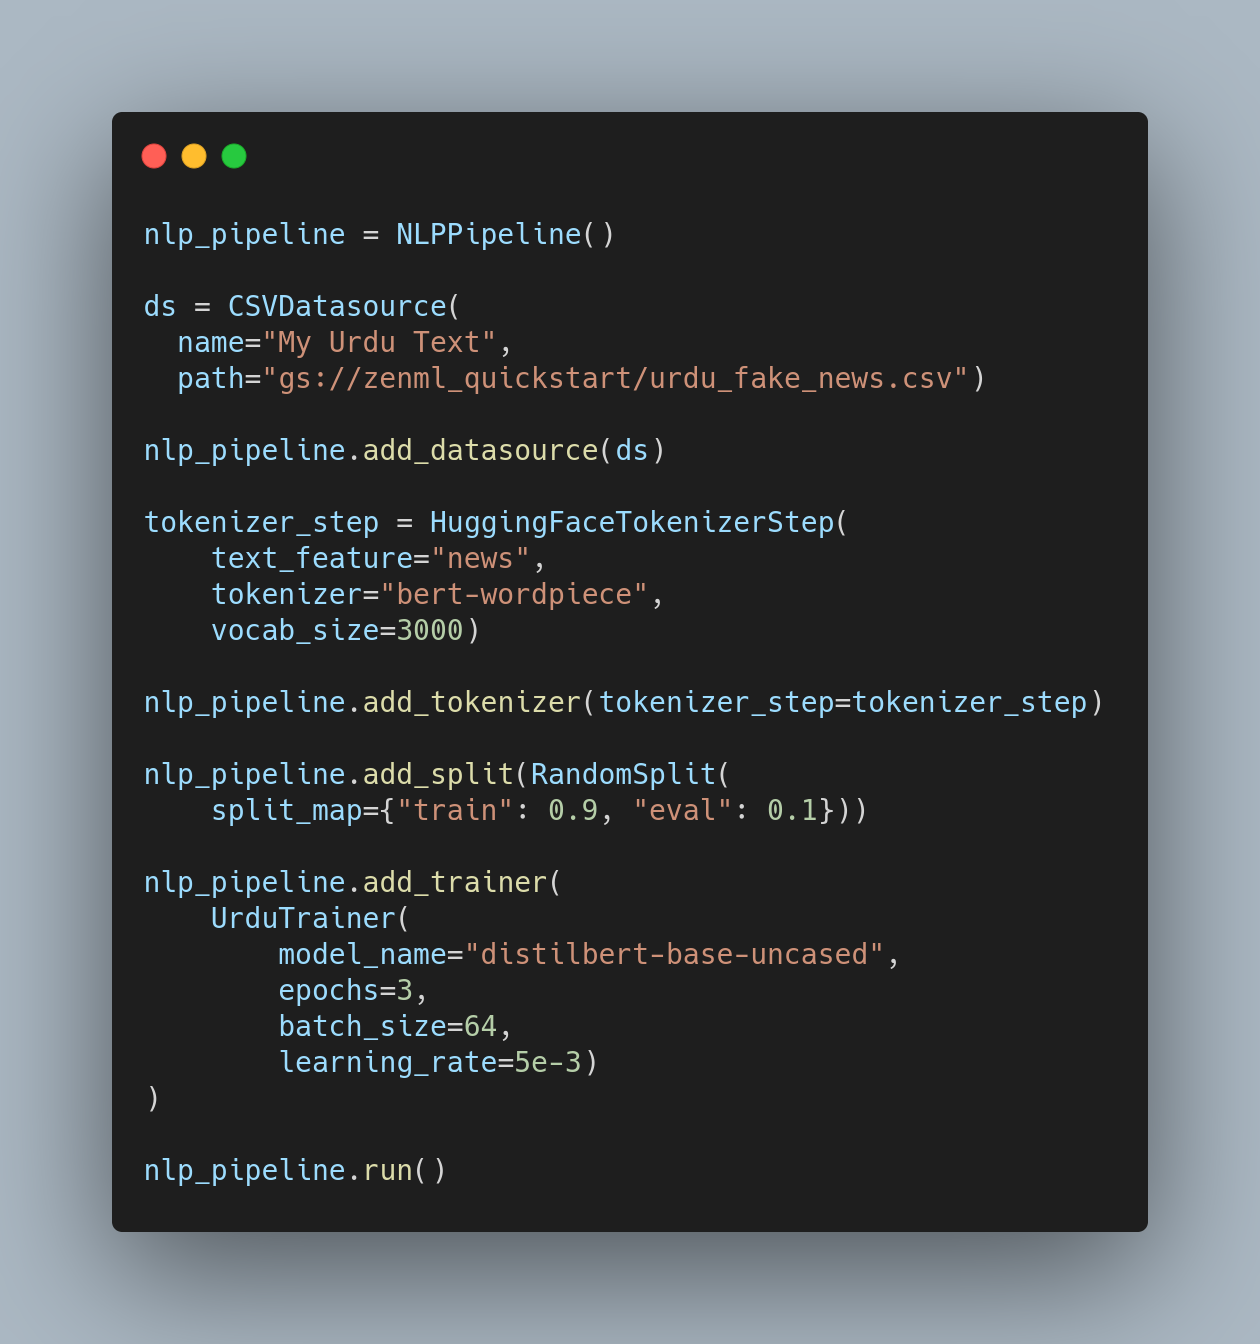 nlp_pipeline = NLPPipeline()
ds = CSVDatasource(
  name="My Urdu Text",
  path="gs://zenml_quickstart/urdu_fake_news.csv")
nlp_pipeline.add_datasource(ds)
tokenizer_step = HuggingFaceTokenizerStep(
    text_feature="news",
    tokenizer="bert-wordpiece",
    vocab_size=3000)
nlp_pipeline.add_tokenizer(tokenizer_step=tokenizer_step)
nlp_pipeline.add_split(RandomSplit(
    split_map={"train": 0.9, "eval": 0.1}))
nlp_pipeline.add_trainer(
    UrduTrainer(
        model_name="distilbert-base-uncased",
        epochs=3,
        batch_size=64,
        learning_rate=5e-3)
)
nlp_pipeline.run()